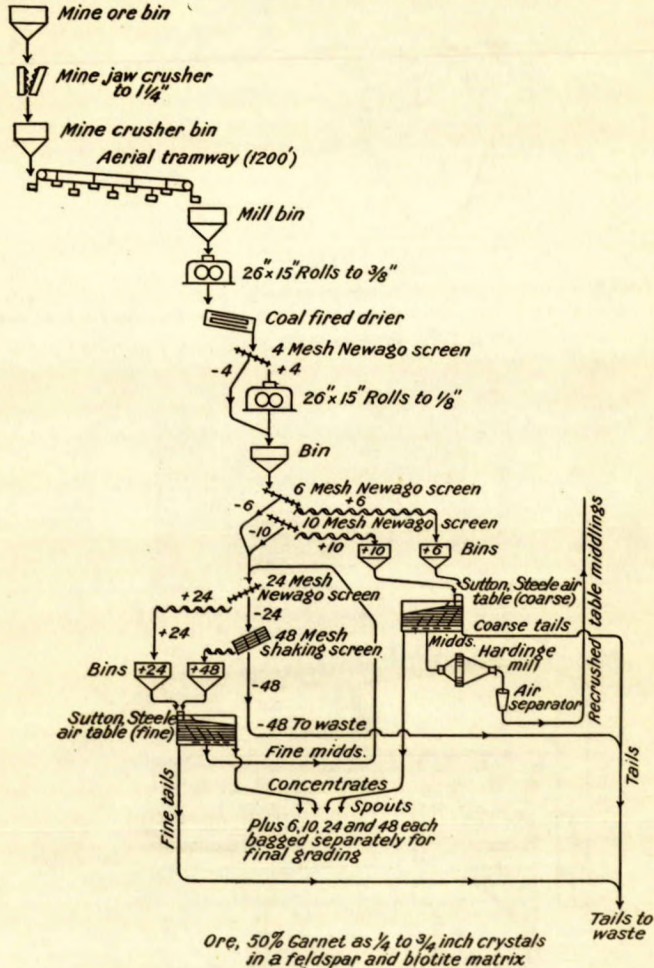 Mine ore bin
Mine jaw crusher
to 1¼"
Mine crusher bin
Aerial tramway (1200')
Mill bin
26"x15" Rolls to ⅜"
Coal fired drier
4 Mesh Newago screen
-4
+4
26"x15" Rolls to ⅛"
Bin
6 Mesh Newago screen
-6
+6
10 Mesh Newago screen
-10
+10
+10
+6
Bins
Sutton, Steele air
table (coarse)
24 Mesh
Newago screen
+24
-24
+24
48 Mesh
shaking screen
Coarse tails
Midds.
Hardinge
mill
Air
separator
Recrushed table middlings
Bins
+24
+48
-48
Sutton, Steele
air table (fine)
-48 To waste
Fine midds.
Fine tails
Tails
Concentrates
Spouts
Plus 6, 10, 24 and 48 each
bagged separately for
final grading
Tails to
waste
Ore, 50% Garnet as ¼ to ¾ inch crystals
in a feldspar and biotite matrix